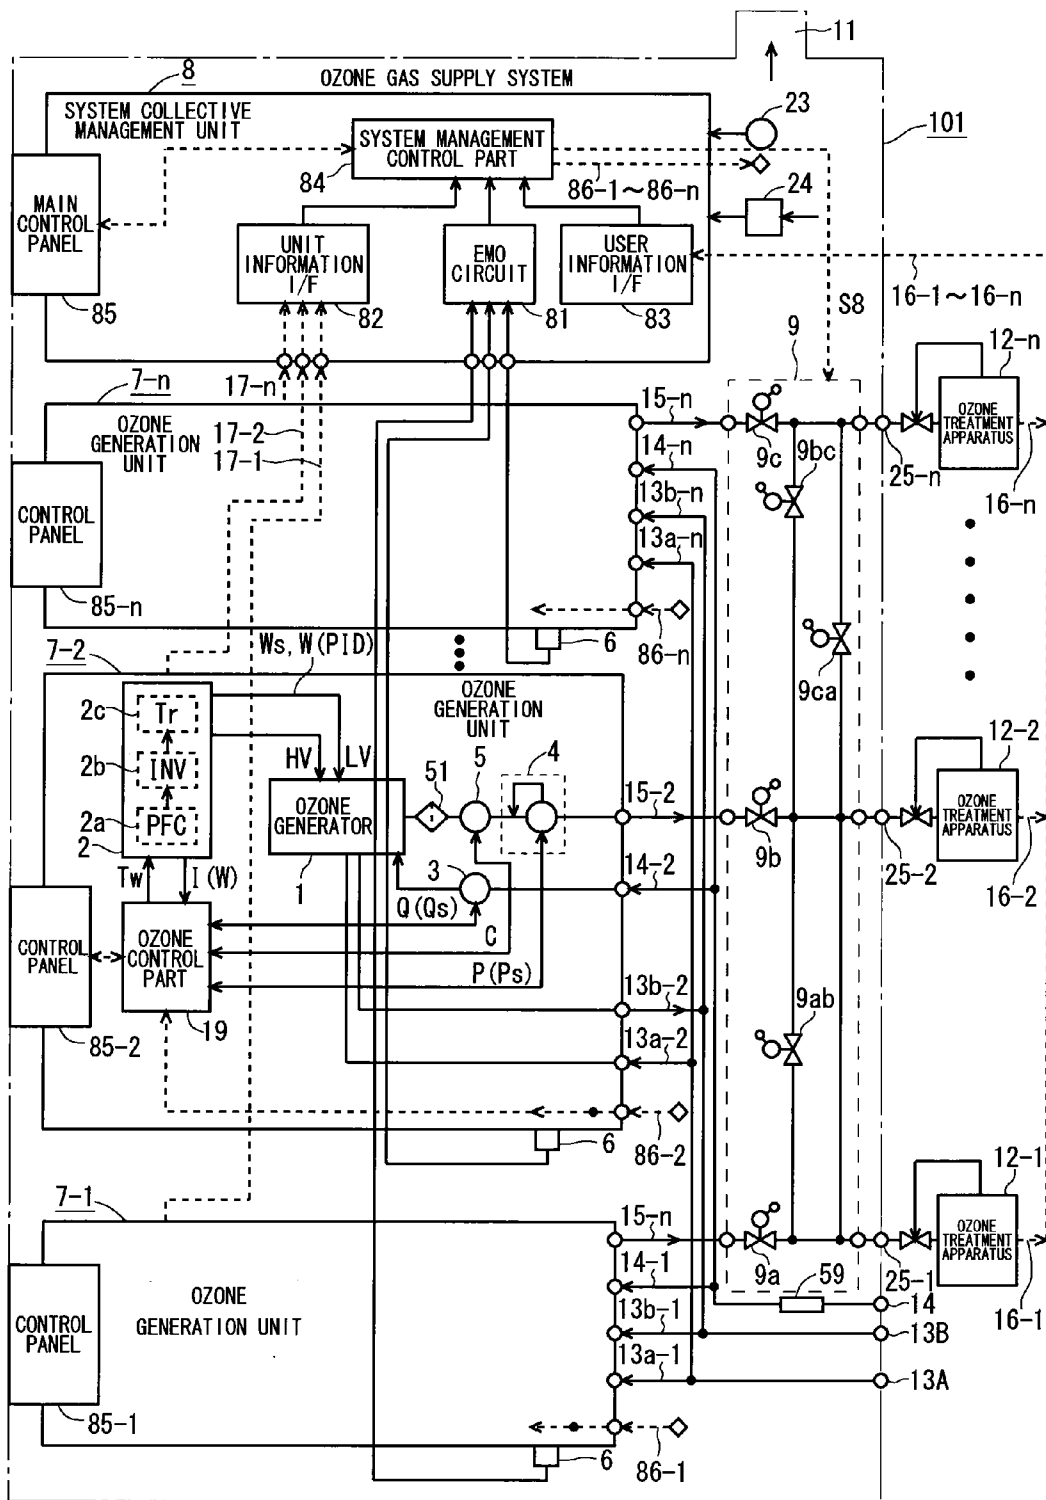 11
8
OZONE GAS SUPPLY SYSTEM
SYSTEM COLLECTIVE
MANAGEMENT UNIT
23
101
SYSTEM MANAGEMENT
CONTROL PART
84
86-1～86-n
24
MAIN
CONTROL
PANEL
UNIT
INFORMATION
I/F
EMO
CIRCUIT
USER
INFORMATION
I/F
85
82
81
83
16-1～16-n
S8
9
12-n
7-n
17-n
15-n
OZONE
GENERATION
UNIT
17-2
17-1
14-n
9c
9bc
OZONE
TREATMENT
APPARATUS
25-n
13b-n
16-n
CONTROL
PANEL
13a-n
85-n
6
86-n
Ws, W(PID)
7-2
9ca
OZONE
GENERATION
UNIT
2c
Tr
HV
LV
2b
INV
51
5
4
12-2
2a
PFC
2
OZONE
GENERATOR
15-2
OZONE
TREATMENT
APPARATUS
9b
1
3
14-2
25-2
16-2
Tw
I(W)
Q(Qs)
C
CONTROL
PANEL
OZONE
CONTROL
PART
P(Ps)
13b-2
9ab
19
85-2
13a-2
6
86-2
7-1
12-1
15-n
OZONE
TREATMENT
APPARATUS
9a
14-1
59
25-1
16-1
OZONE
GENERATION UNIT
14
13b-1
13B
CONTROL
PANEL
13a-1
13A
85-1
6
86-1